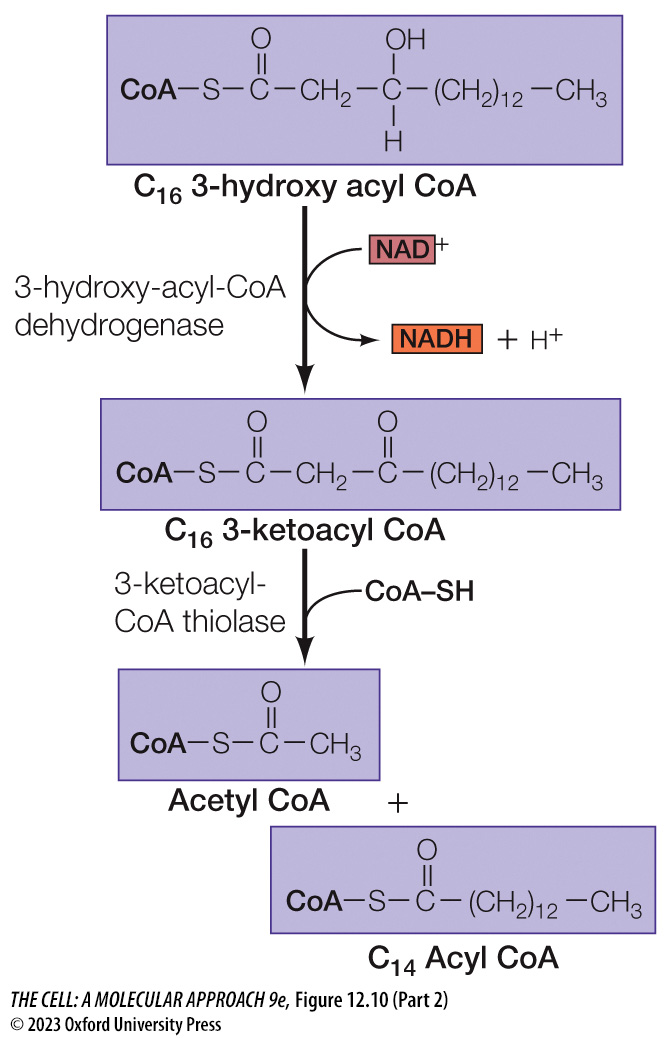 O OH
CoA–S–C–CH₂–C–(CH₂)₁₂–CH₃
H
C₁₆ 3-hydroxy acyl CoA
NAD⁺
3-hydroxy-acyl-CoA
dehydrogenase
NADH + H⁺
O O
CoA–S–C–CH₂–C–(CH₂)₁₂–CH₃
C₁₆ 3-ketoacyl CoA
3-ketoacyl-
CoA thiolase
CoA–SH
O
CoA–S–C–CH₃
Acetyl CoA +
O
CoA–S–C–(CH₂)₁₂–CH₃
C₁₄ Acyl CoA
THE CELL: A MOLECULAR APPROACH 9e, Figure 12.10 (Part 2)
© 2023 Oxford University Press